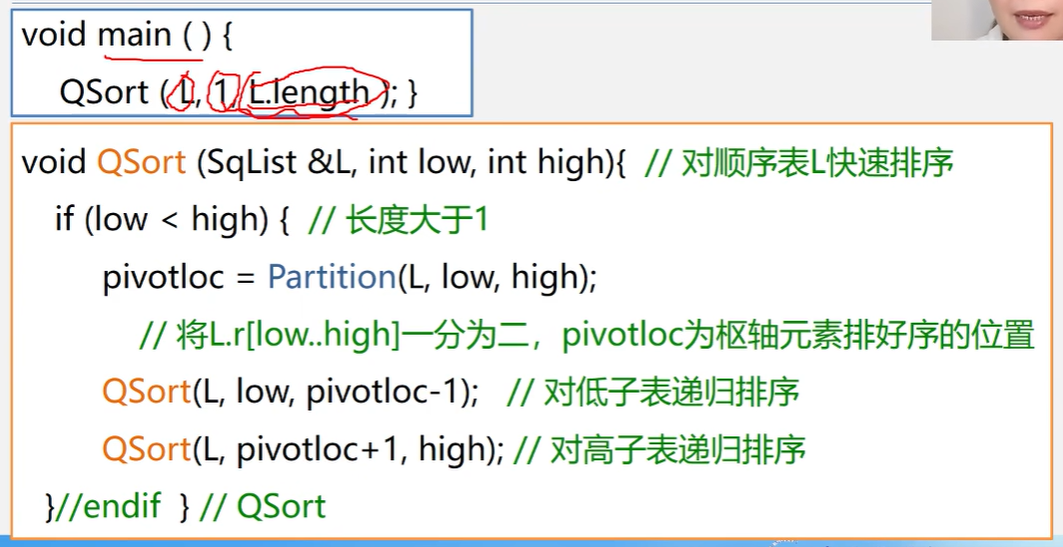 void main ( ) {
QSort ( L, 1, L.length ); }
void QSort (SqList &L, int low, int high){ // 对顺序表L快速排序
if (low < high) { // 长度大于1
pivotloc = Partition(L, low, high);
// 将L.r[low..high]一分为二，pivotloc为枢轴元素排好序的位置
QSort(L, low, pivotloc-1); // 对低子表递归排序
QSort(L, pivotloc+1, high); // 对高子表递归排序
}//endif } // QSort